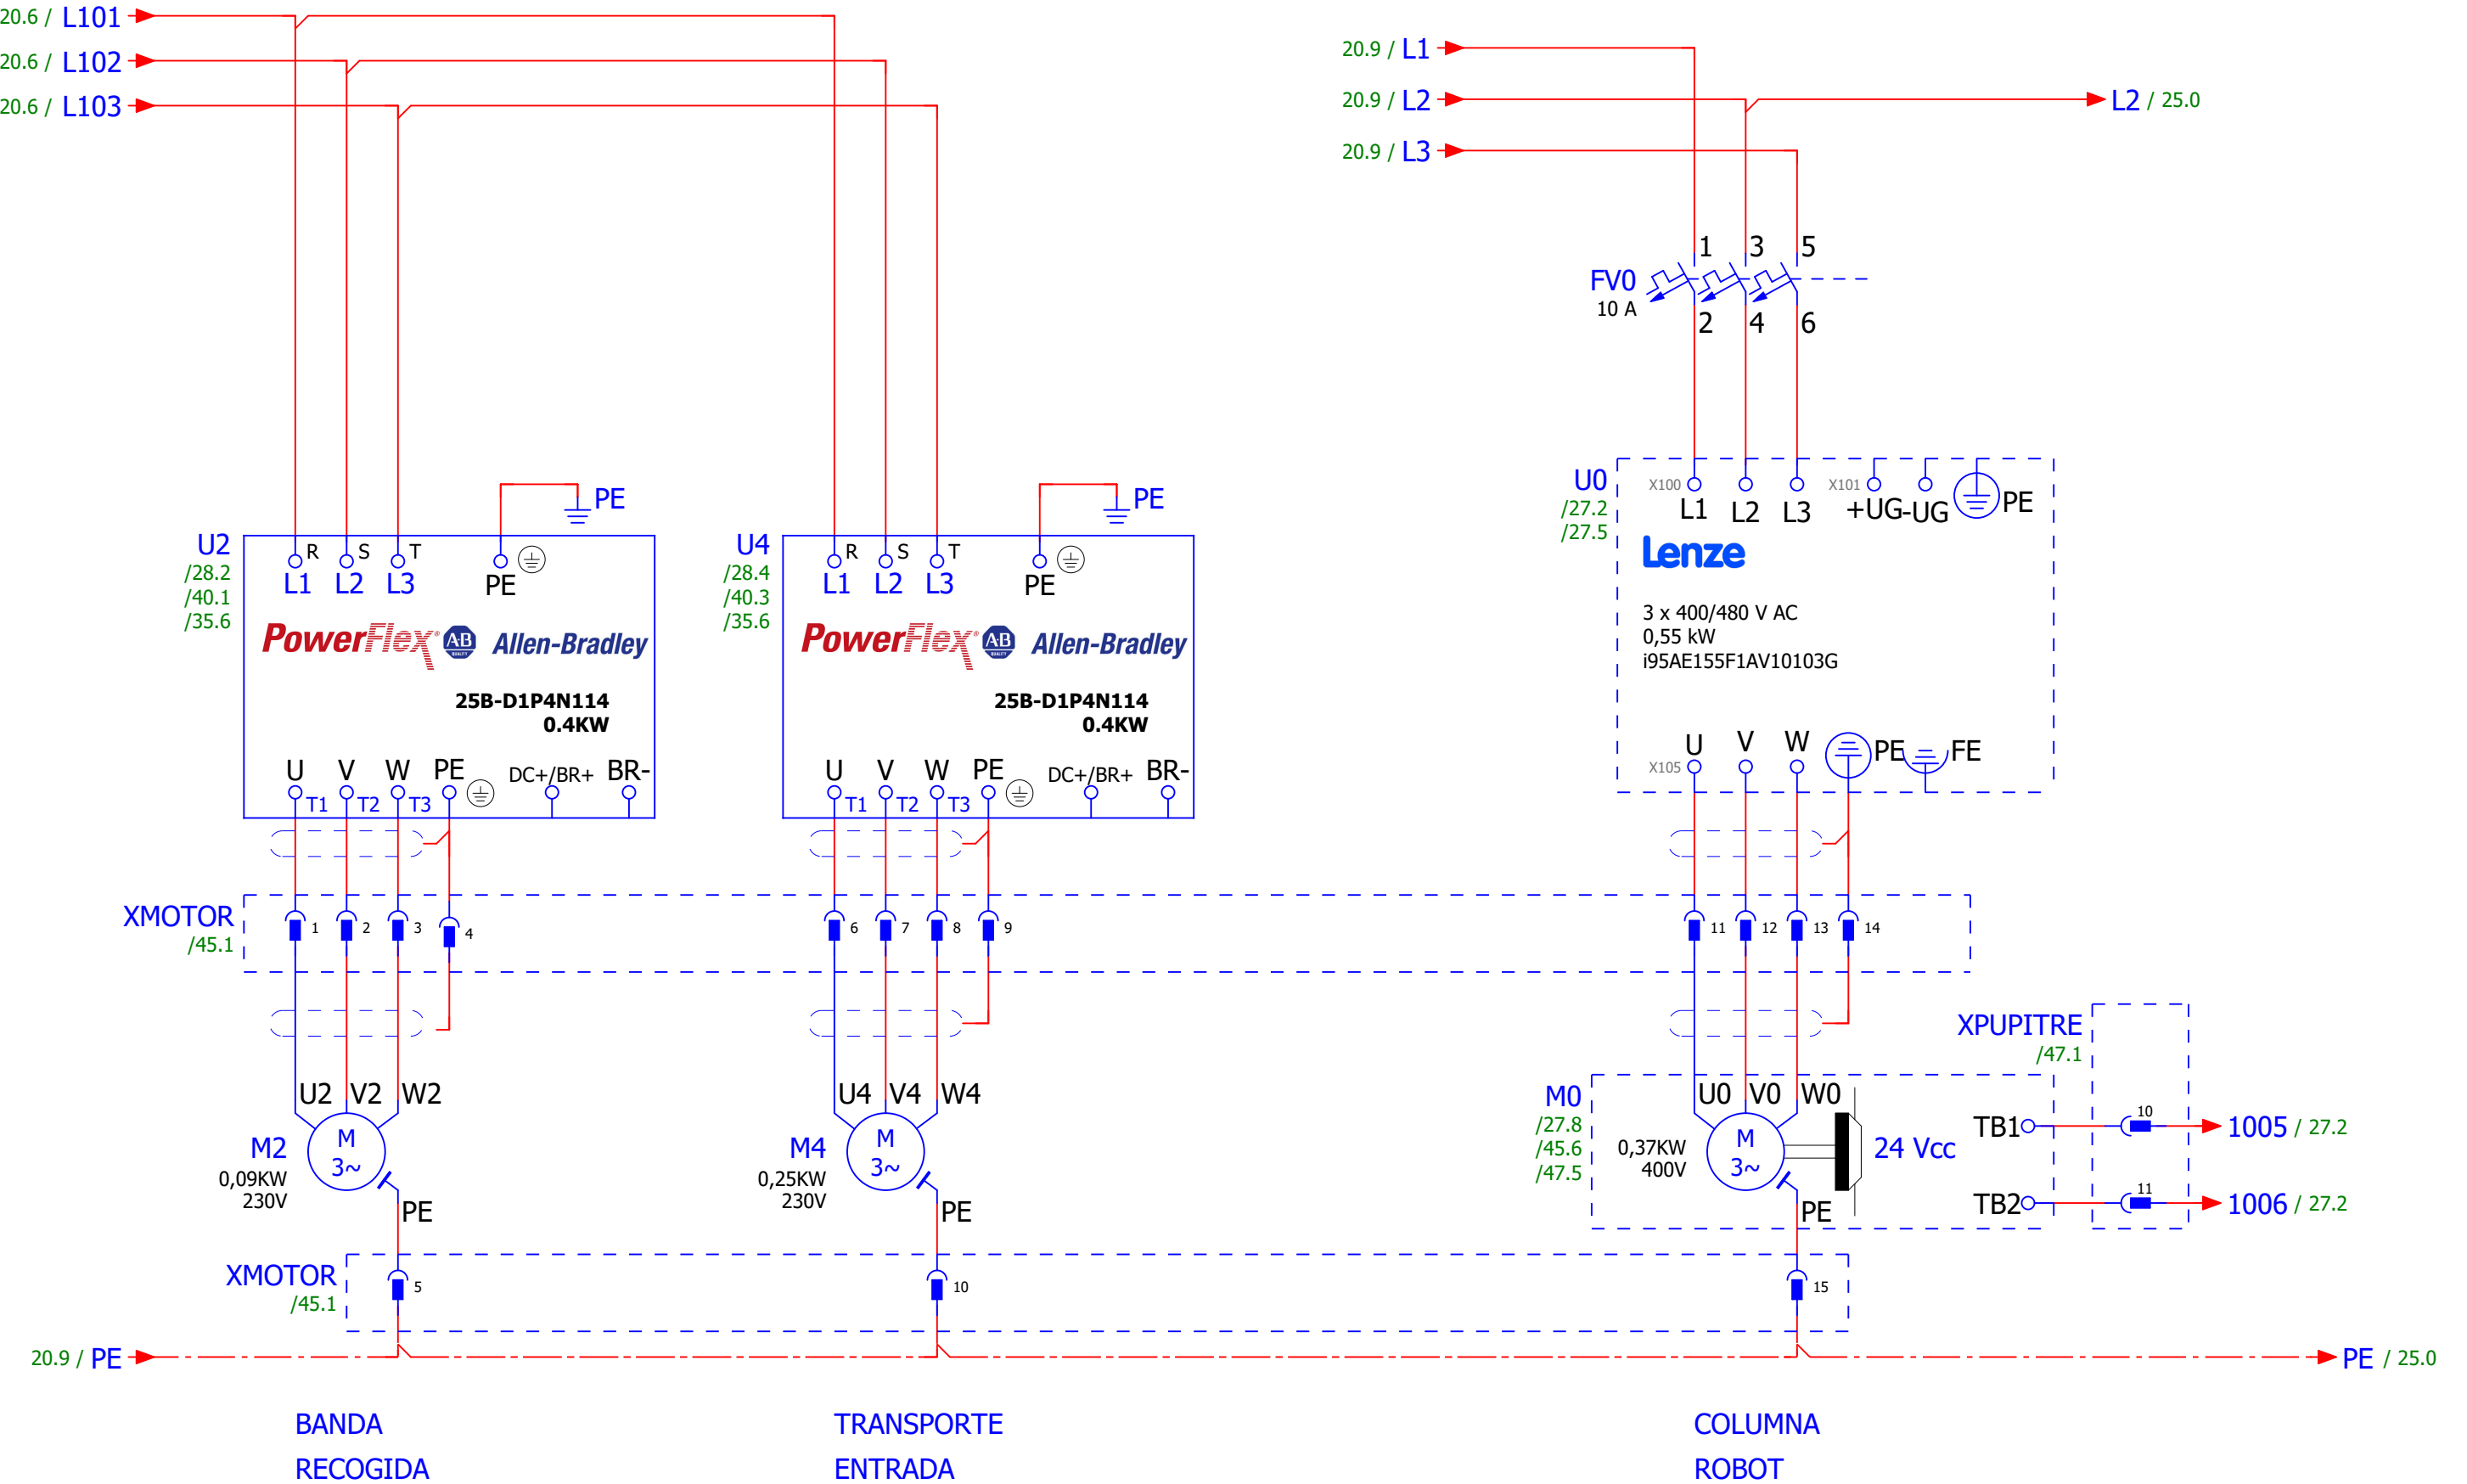 20.6 / L101
20.6 / L102
20.6 / L103
20.9 / L1
20.9 / L2
L2 / 25.0
20.9 / L3
1 3 5
FV0
10 A
2 4 6
PE
PE
U2
/28.2
/40.1
/35.6
R S T
L1 L2 L3 PE
PowerFlex AB QUALITY Allen-Bradley
25B-D1P4N114
0.4KW
U V W PE DC+/BR+ BR-
T1 T2 T3
U4
/28.4
/40.3
/35.6
R S T
L1 L2 L3 PE
PowerFlex AB QUALITY Allen-Bradley
25B-D1P4N114
0.4KW
U V W PE DC+/BR+ BR-
T1 T2 T3
U0
/27.2
/27.5
X100 X101
L1 L2 L3 +UG -UG PE
Lenze
3 x 400/480 V AC
0,55 kW
i95AE155F1AV10103G
U V W PE FE
X105
XMOTOR
/45.1
1 2 3 4 6 7 8 9 11 12 13 14
U2 V2 W2
M2
0,09KW
230V
M
3~
PE
U4 V4 W4
M4
0,25KW
230V
M
3~
PE
M0
/27.8
/45.6
/47.5
U0 V0 W0
0,37KW
400V
M
3~
PE
24 Vcc
XPUPITRE
/47.1
TB1 10 1005 / 27.2
TB2 11 1006 / 27.2
XMOTOR
/45.1
5 10 15
20.9 / PE
PE / 25.0
BANDA
RECOGIDA
TRANSPORTE
ENTRADA
COLUMNA
ROBOT